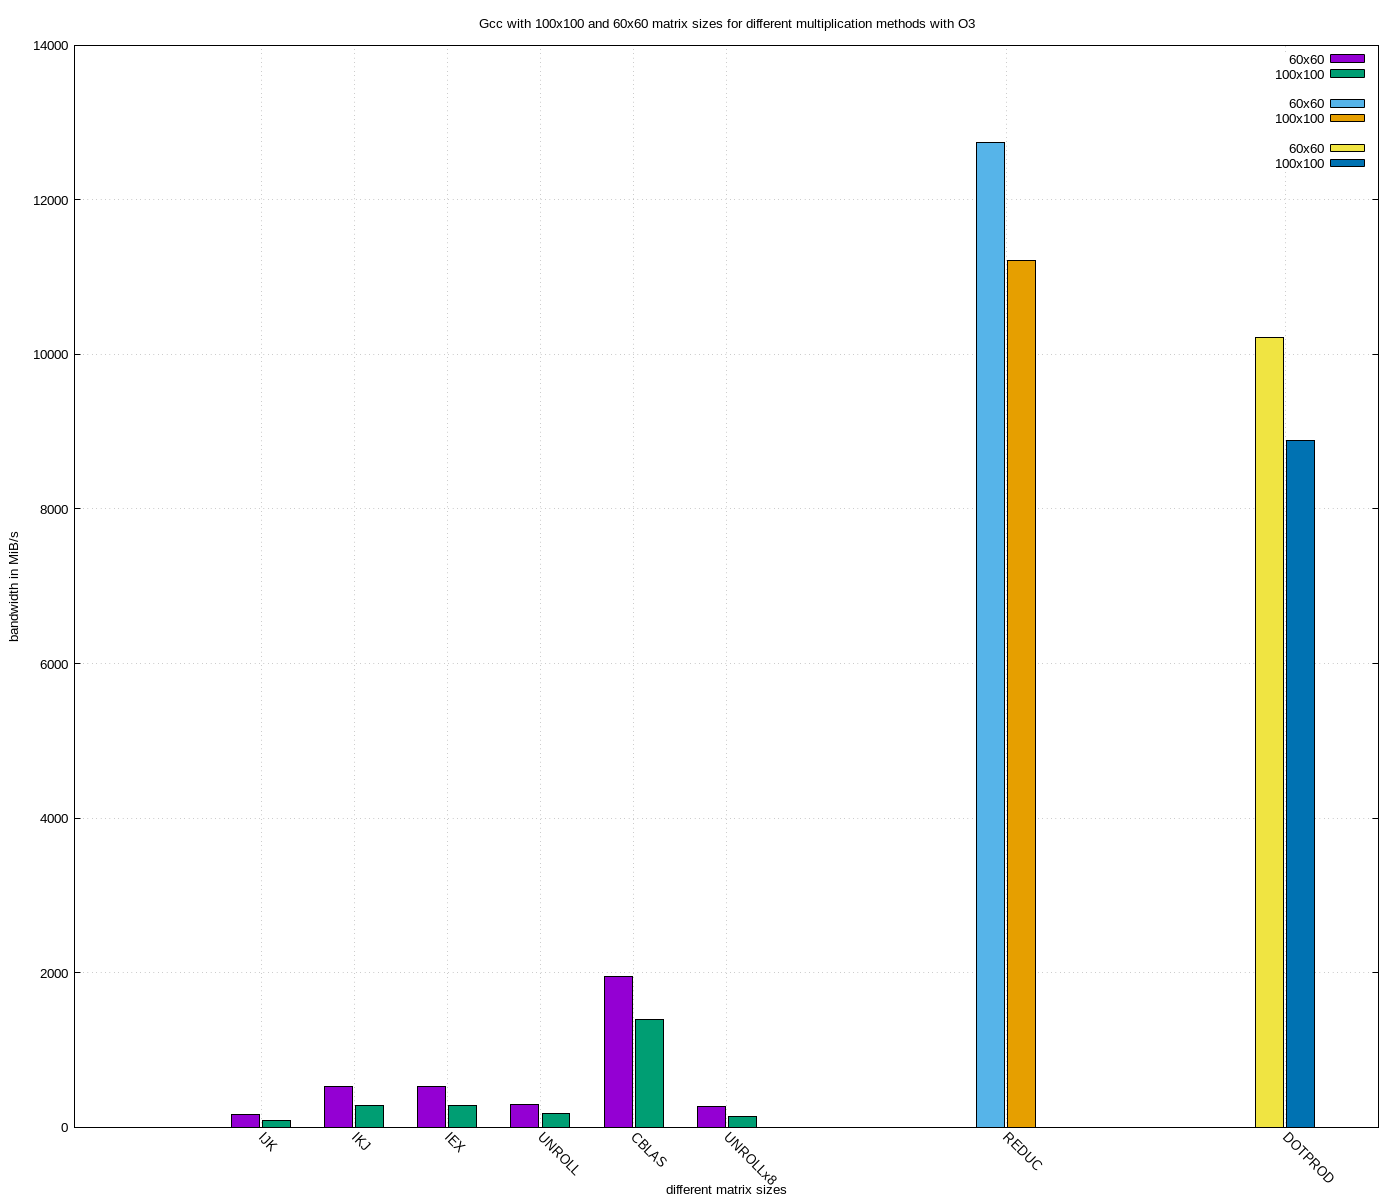 Gcc with 100x100 and 60x60 matrix sizes for different multiplication methods with O3
14000
12000
10000
8000
6000
4000
2000
0
bandwidth in MiB/s
60x60
100x100
60x60
100x100
60x60
100x100
IJK
IKJ
IEX
UNROLL
CBLAS
UNROLLx8
REDUC
DOTPROD
different matrix sizes